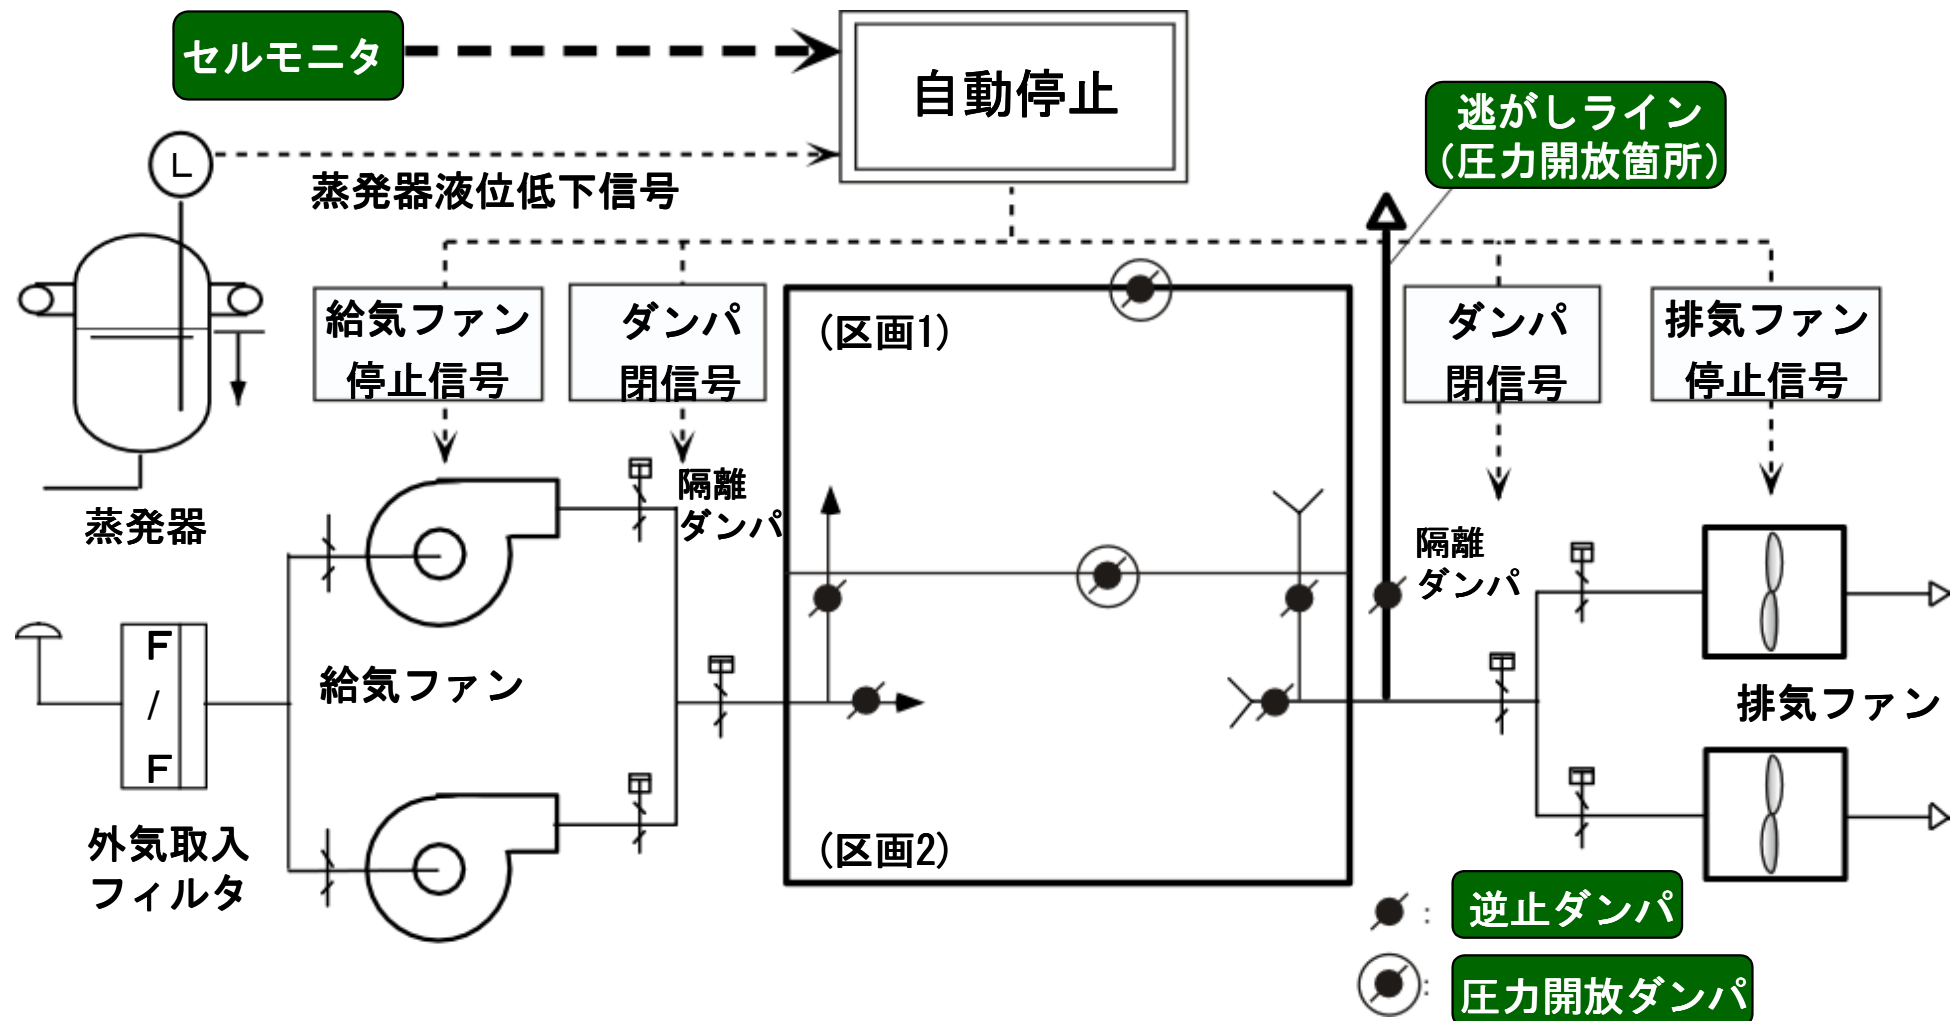 セルモニタ
自動停止
逃がしライン
(圧力開放箇所)
L
蒸発器液位低下信号
給気ファン
停止信号
ダンパ
閉信号
(区画1)
ダンパ
閉信号
排気ファン
停止信号
隔離
ダンパ
蒸発器
隔離
ダンパ
F
/
F
給気ファン
排気ファン
外気取入
フィルタ
(区画2)
: 逆止ダンパ
: 圧力開放ダンパ